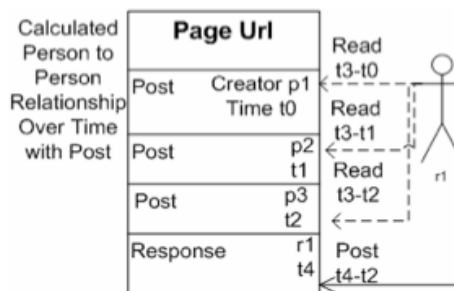 Calculated
Person to
Person
Relationship
Over Time
with Post
Page Url
Post Creator p1
Time t0
Post p2
t1
Post p3
t2
Response r1
t4
Read
t3-t0
Read
t3-t1
Read
t3-t2
Post
t4-t2
r1